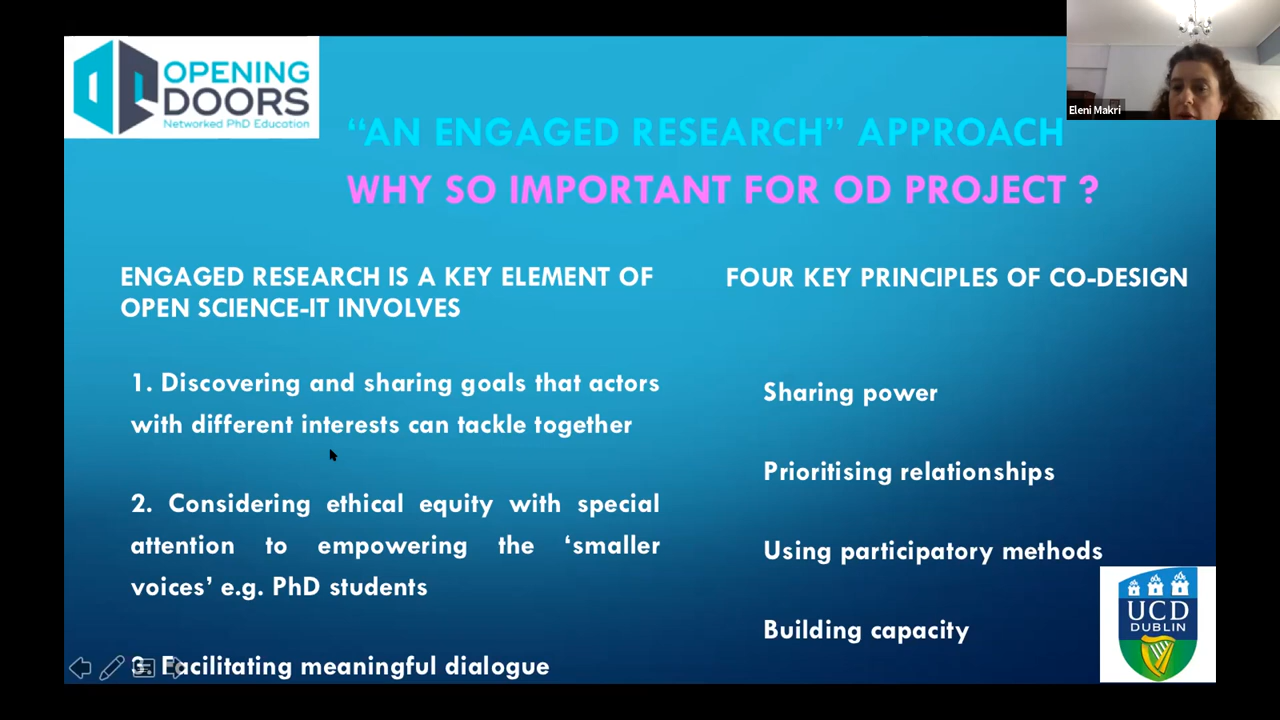 OPENING
DOORS
Networked PhD Education
Eleni Makri
“AN ENGAGED RESEARCH” APPROACH
WHY SO IMPORTANT FOR OD PROJECT ?
ENGAGED RESEARCH IS A KEY ELEMENT OF
OPEN SCIENCE-IT INVOLVES
1. Discovering and sharing goals that actors
with different interests can tackle together
2. Considering ethical equity with special
attention to empowering the ‘smaller
voices’ e.g. PhD students
3. Facilitating meaningful dialogue
FOUR KEY PRINCIPLES OF CO-DESIGN
Sharing power
Prioritising relationships
Using participatory methods
Building capacity
UCD
DUBLIN